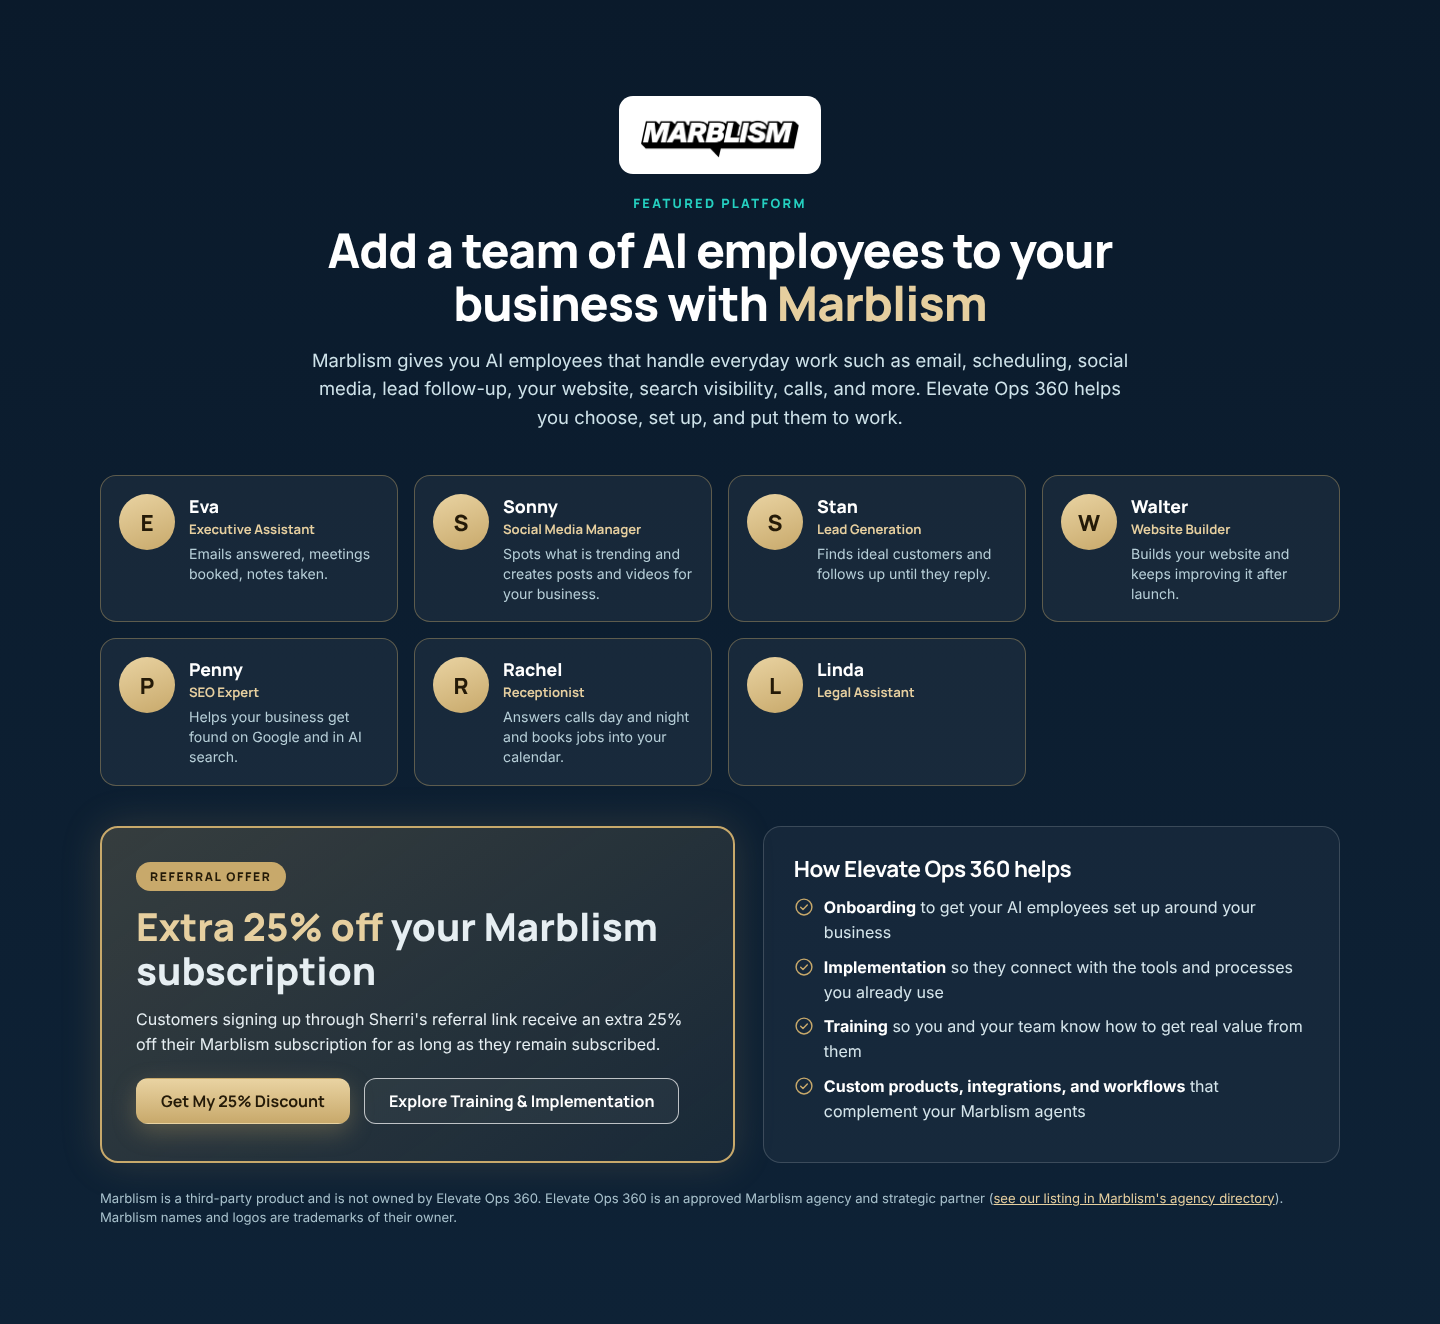 MARBLISM
FEATURED PLATFORM
Add a team of AI employees to your
business with Marblism
Marblism gives you AI employees that handle everyday work such as email, scheduling, social
media, lead follow-up, your website, search visibility, calls, and more. Elevate Ops 360 helps
you choose, set up, and put them to work.
E
Eva
Executive Assistant
Emails answered, meetings
booked, notes taken.
S
Sonny
Social Media Manager
Spots what is trending and
creates posts and videos for
your business.
S
Stan
Lead Generation
Finds ideal customers and
follows up until they reply.
W
Walter
Website Builder
Builds your website and
keeps improving it after
launch.
P
Penny
SEO Expert
Helps your business get
found on Google and in AI
search.
R
Rachel
Receptionist
Answers calls day and night
and books jobs into your
calendar.
L
Linda
Legal Assistant
REFERRAL OFFER
Extra 25% off your Marblism
subscription
Customers signing up through Sherri's referral link receive an extra 25%
off their Marblism subscription for as long as they remain subscribed.
Get My 25% Discount
Explore Training & Implementation
How Elevate Ops 360 helps
Onboarding to get your AI employees set up around your
business
Implementation so they connect with the tools and processes
you already use
Training so you and your team know how to get real value from
them
Custom products, integrations, and workflows that
complement your Marblism agents
Marblism is a third-party product and is not owned by Elevate Ops 360. Elevate Ops 360 is an approved Marblism agency and strategic partner (see our listing in Marblism's agency directory).
Marblism names and logos are trademarks of their owner.